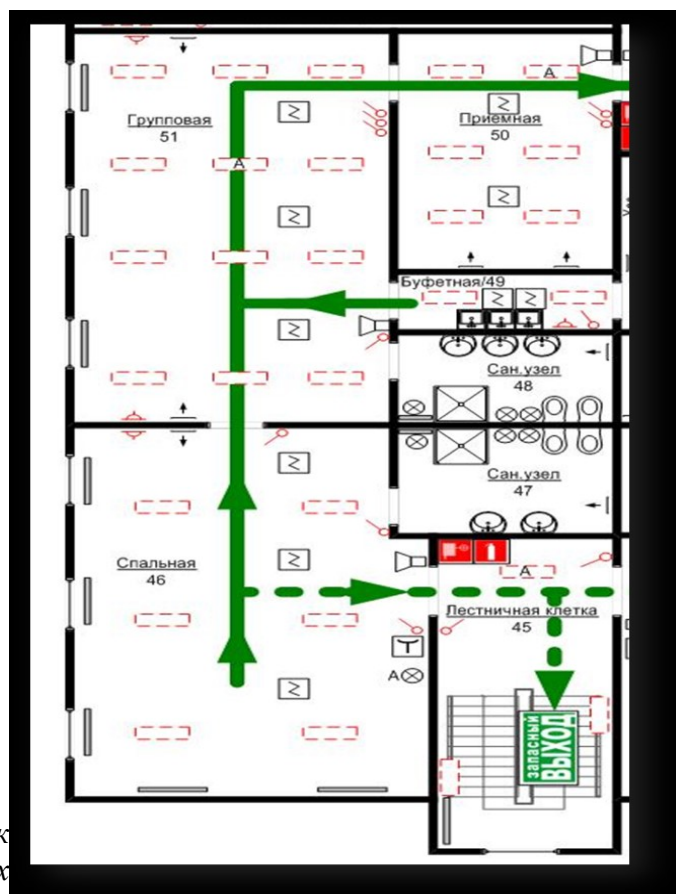 А
Групповая
51
Приемная
50
А
Буфетная/49
Сан.узел
48
Сан.узел
47
Спальная
46
А
Лестничная клетка
45
А
запасный
ВЫХОД
к
х